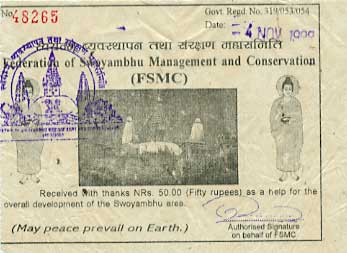 No. 48265
Govt. Regd. No. 319/053/054
Date:-
4 NOV 1999
व्यवस्थापन तथा संरक्षण महासमिति
Federation of Swoyambhu Management and Conservation
(FSMC)
Received with thanks NRs. 50.00 (Fifty rupees) as a help for the
overall development of the Swoyambhu area.
(May peace prevail on Earth.)
Authorised Signature
on behalf of FSMC